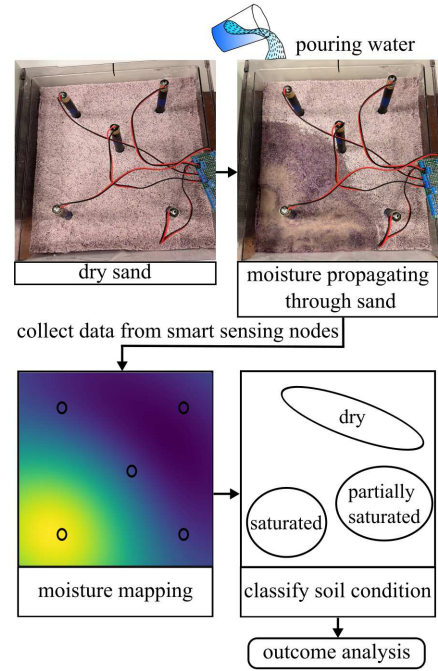 pouring water
dry sand
moisture propagating
through sand
collect data from smart sensing nodes
moisture mapping
dry
saturated
partially
saturated
classify soil condition
outcome analysis